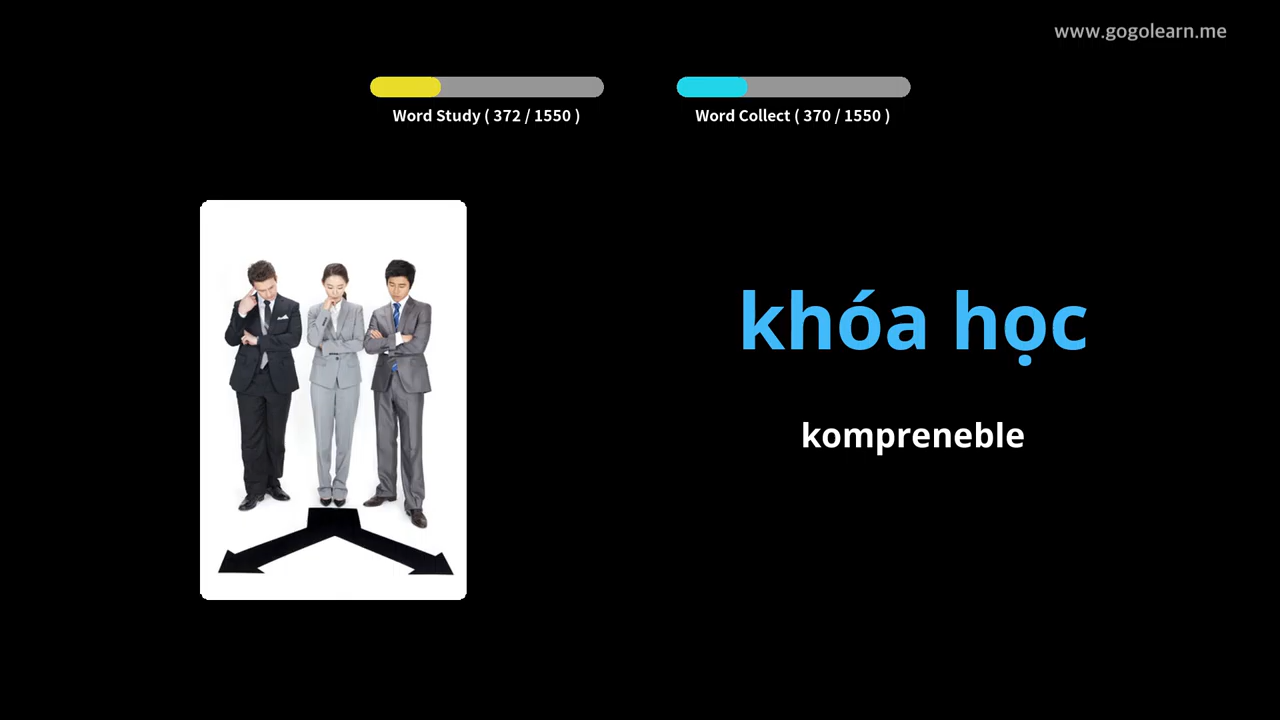 www.gogolearn.me
Word Study ( 372 / 1550 )
Word Collect ( 370 / 1550 )
khóa học
kompreneble